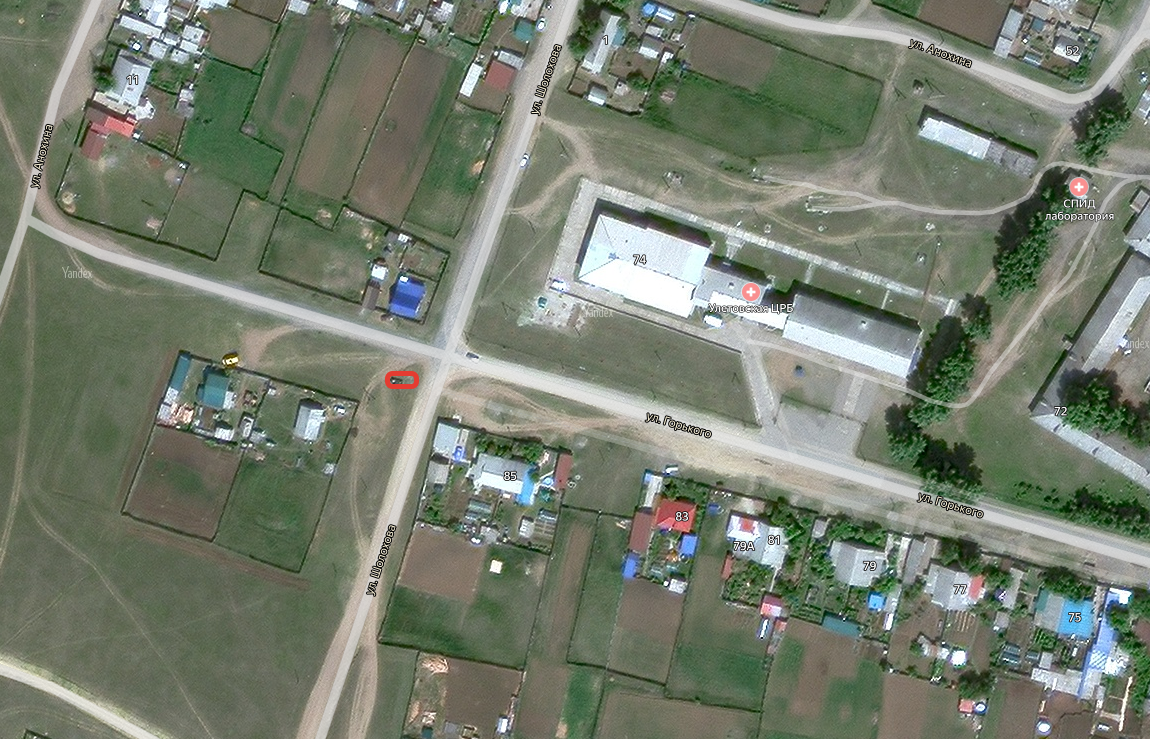 1
ул. Анохина
52
11
ул. Шолохова
ул. Анохина
СПИД
лаборатория
74
Yandex
Улетовская ЦРБ
Yandex
Yandex
72
ул. Горького
85
ул. Горького
83
79А
81
79
77
75
ул. Шолохова